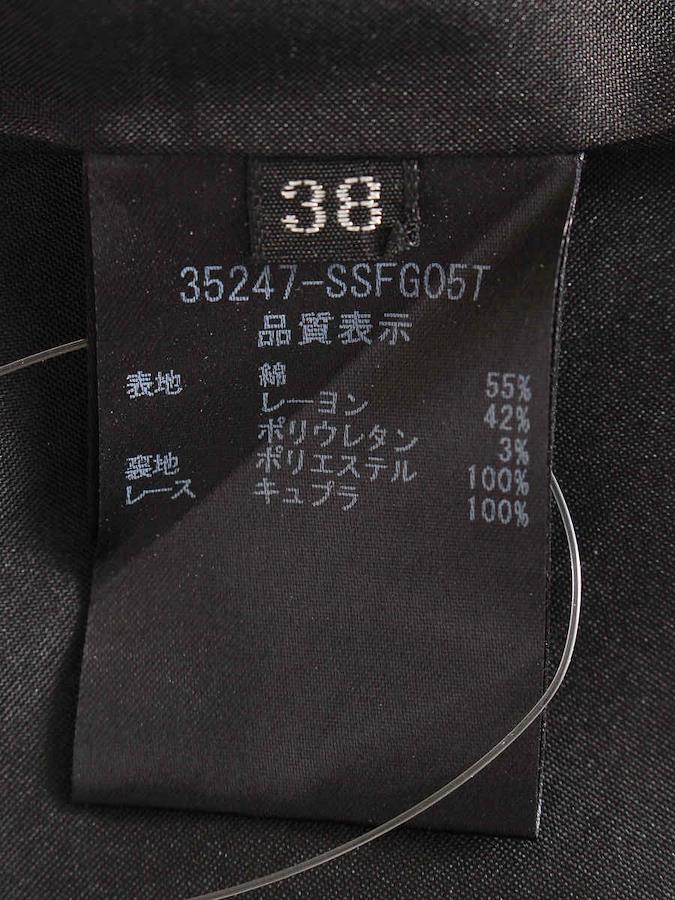 38
35247-SSFG05T
品質表示
表地 綿 55%
レーヨン 42%
ポリウレタン 3%
裏地 ポリエステル 100%
レース キュプラ 100%